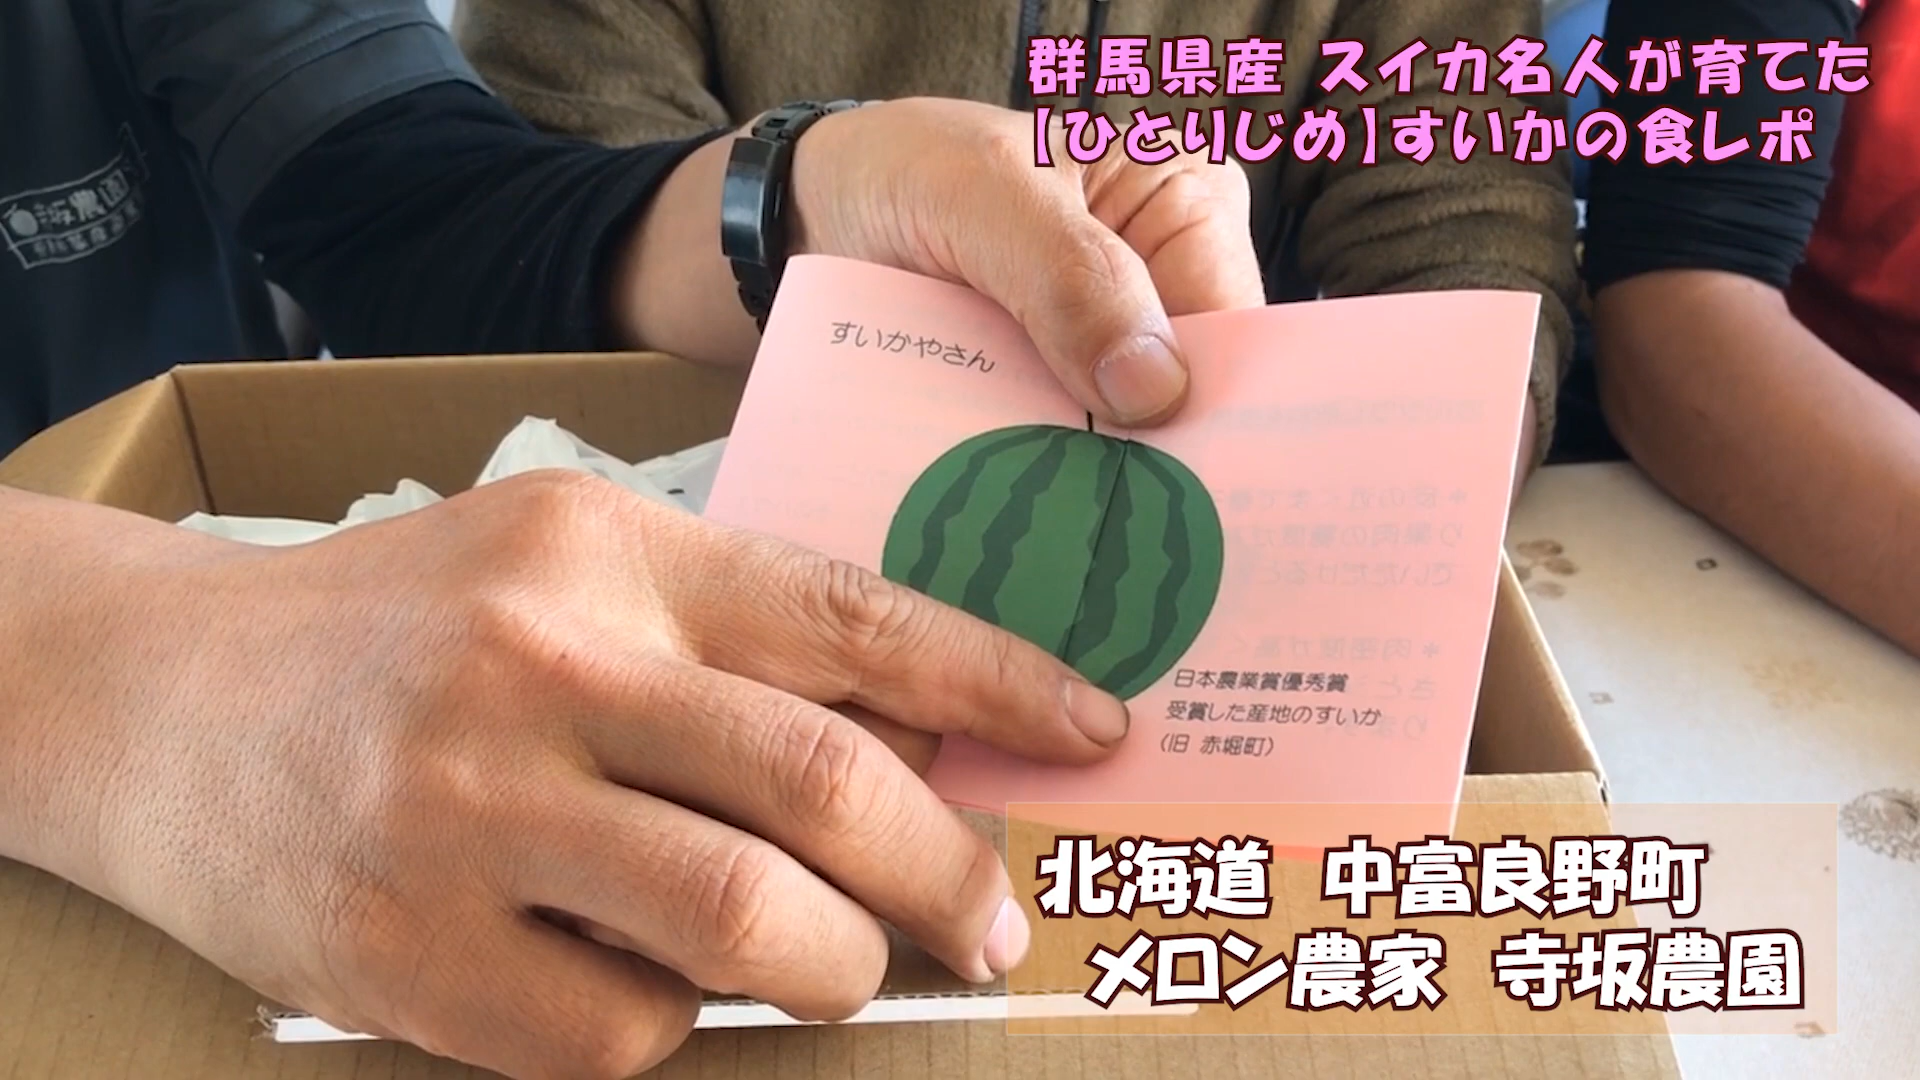 群馬県産 スイカ名人が育てた
【ひとりじめ】すいかの食レポ
すいかやさん
日本農業賞優秀賞
受賞した産地のすいか
(旧 赤堀町)
北海道 中富良野町
メロン農家 寺坂農園